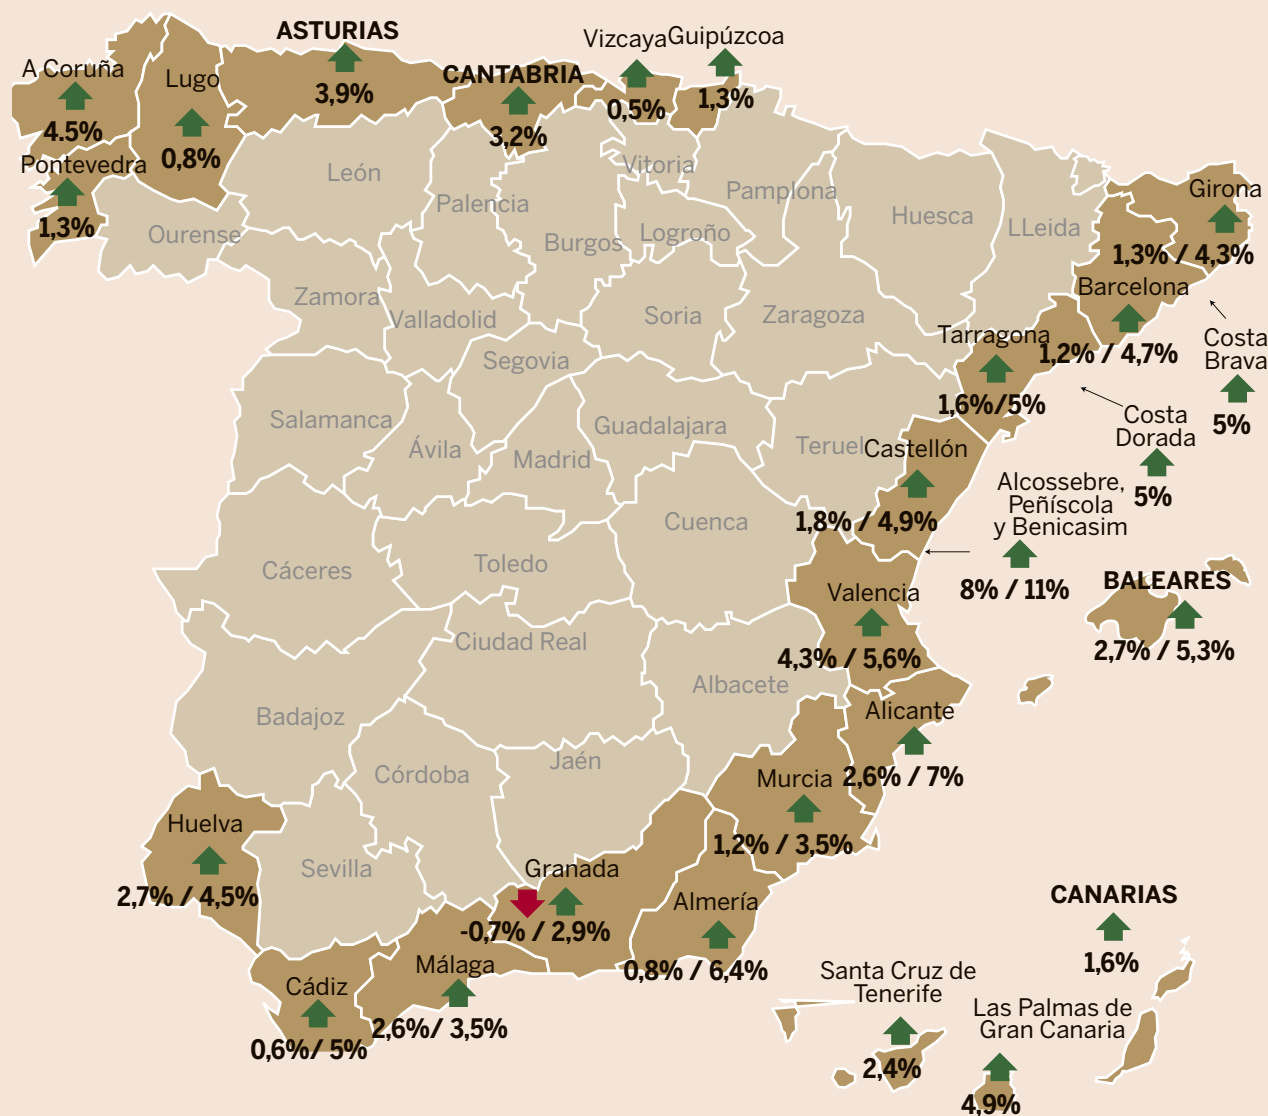 ASTURIAS
3,9%
Vizcaya
0,5%
Guipúzcoa
1,3%
A Coruña
4.5%
Lugo
0,8%
CANTABRIA
3,2%
Pontevedra
1,3%
Ourense
León
Palencia
Burgos
Vitoria
Logroño
Pamplona
Huesca
LLeida
Girona
1,3% / 4,3%
Barcelona
1,2% / 4,7%
Costa
Brava
5%
Zamora
Valladolid
Soria
Zaragoza
Tarragona
1,6%/5%
Costa
Dorada
5%
Segovia
Salamanca
Ávila
Madrid
Guadalajara
Teruel
Castellón
1,8% / 4,9%
Alcossebre,
Peñíscola
y Benicasim
8% / 11%
Cuenca
Cáceres
Toledo
Valencia
4,3% / 5,6%
BALEARES
2,7% / 5,3%
Ciudad Real
Albacete
Badajoz
Alicante
2,6% / 7%
Córdoba
Jaén
Murcia
1,2% / 3,5%
Huelva
2,7% / 4,5%
Sevilla
Granada
-0,7% / 2,9%
Almería
0,8% / 6,4%
Málaga
2,6%/ 3,5%
Cádiz
0,6%/ 5%
CANARIAS
1,6%
Santa Cruz de
Tenerife
2,4%
Las Palmas de
Gran Canaria
4,9%